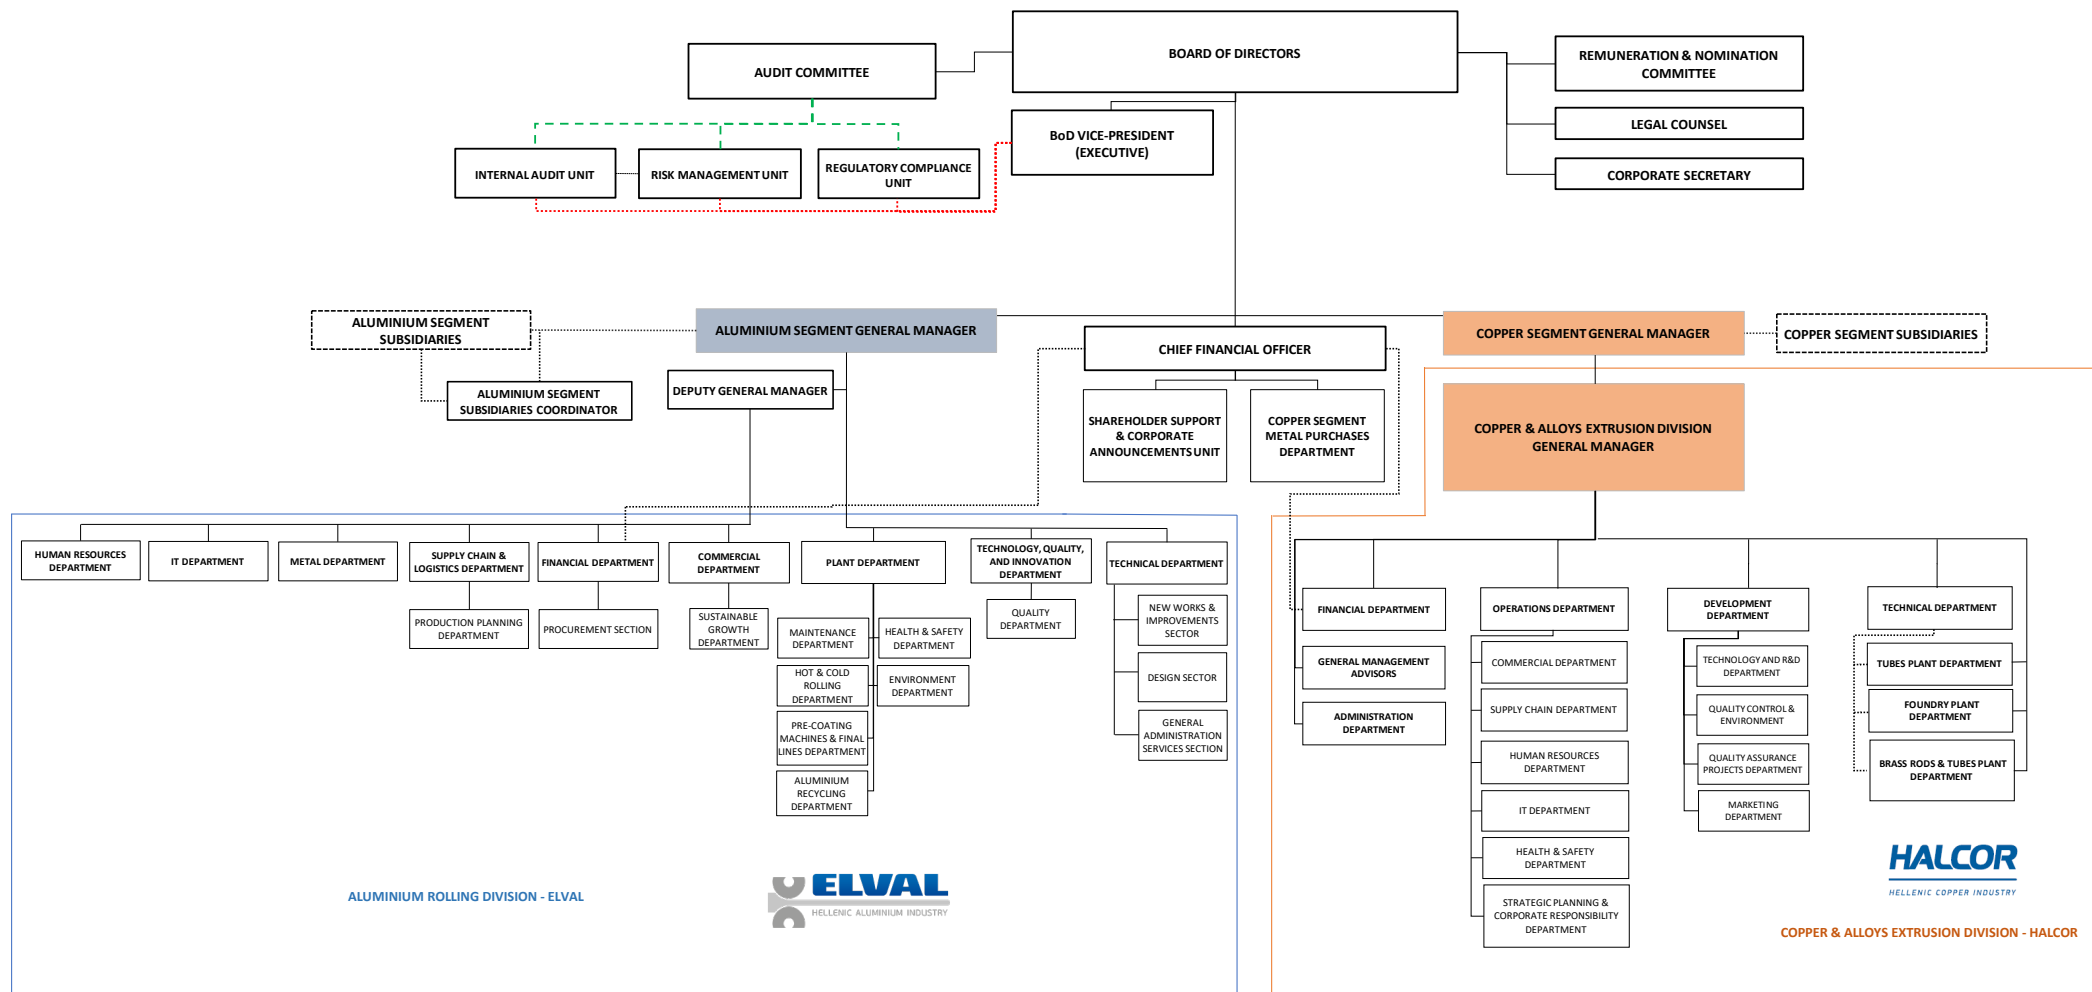 BOARD OF DIRECTORS
AUDIT COMMITTEE
REMUNERATION & NOMINATION
COMMITTEE
LEGAL COUNSEL
CORPORATE SECRETARY
BoD VICE-PRESIDENT
(EXECUTIVE)
INTERNAL AUDIT UNIT
RISK MANAGEMENT UNIT
REGULATORY COMPLIANCE
UNIT
ALUMINIUM SEGMENT
SUBSIDIARIES
ALUMINIUM SEGMENT GENERAL MANAGER
COPPER SEGMENT GENERAL MANAGER
COPPER SEGMENT SUBSIDIARIES
CHIEF FINANCIAL OFFICER
ALUMINIUM SEGMENT
SUBSIDIARIES COORDINATOR
DEPUTY GENERAL MANAGER
SHAREHOLDER SUPPORT
& CORPORATE
ANNOUNCEMENTS UNIT
COPPER SEGMENT
METAL PURCHASES
DEPARTMENT
COPPER & ALLOYS EXTRUSION DIVISION
GENERAL MANAGER
HUMAN RESOURCES
DEPARTMENT
IT DEPARTMENT
METAL DEPARTMENT
SUPPLY CHAIN &
LOGISTICS DEPARTMENT
FINANCIAL DEPARTMENT
COMMERCIAL
DEPARTMENT
PLANT DEPARTMENT
TECHNOLOGY, QUALITY,
AND INNOVATION
DEPARTMENT
TECHNICAL DEPARTMENT
PRODUCTION PLANNING
DEPARTMENT
PROCUREMENT SECTION
SUSTAINABLE
GROWTH
DEPARTMENT
MAINTENANCE
DEPARTMENT
HEALTH & SAFETY
DEPARTMENT
HOT & COLD
ROLLING
DEPARTMENT
ENVIRONMENT
DEPARTMENT
PRE-COATING
MACHINES & FINAL
LINES DEPARTMENT
ALUMINIUM
RECYCLING
DEPARTMENT
QUALITY
DEPARTMENT
NEW WORKS &
IMPROVEMENTS
SECTOR
DESIGN SECTOR
GENERAL
ADMINISTRATION
SERVICES SECTION
FINANCIAL DEPARTMENT
GENERAL MANAGEMENT
ADVISORS
ADMINISTRATION
DEPARTMENT
OPERATIONS DEPARTMENT
COMMERCIAL DEPARTMENT
SUPPLY CHAIN DEPARTMENT
HUMAN RESOURCES
DEPARTMENT
IT DEPARTMENT
HEALTH & SAFETY
DEPARTMENT
STRATEGIC PLANNING &
CORPORATE RESPONSIBILITY
DEPARTMENT
DEVELOPMENT
DEPARTMENT
TECHNOLOGY AND R&D
DEPARTMENT
QUALITY CONTROL &
ENVIRONMENT
QUALITY ASSURANCE
PROJECTS DEPARTMENT
MARKETING
DEPARTMENT
TECHNICAL DEPARTMENT
TUBES PLANT DEPARTMENT
FOUNDRY PLANT
DEPARTMENT
BRASS RODS & TUBES PLANT
DEPARTMENT
ALUMINIUM ROLLING DIVISION - ELVAL
ELVAL
HELLENIC ALUMINIUM INDUSTRY
HALCOR
HELLENIC COPPER INDUSTRY
COPPER & ALLOYS EXTRUSION DIVISION - HALCOR